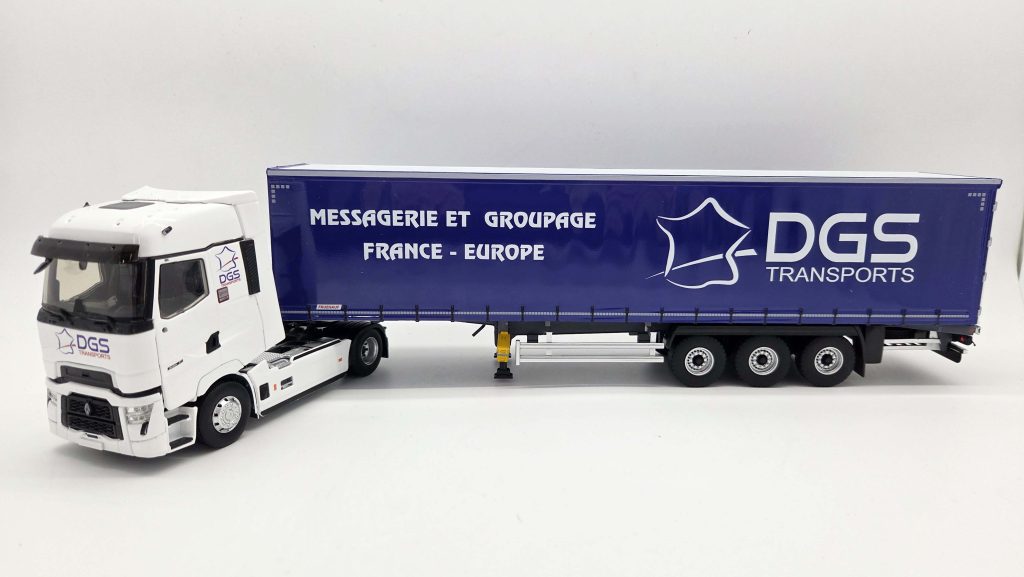 MESSAGERIE ET GROUPAGE
FRANCE - EUROPE
DGS
TRANSPORTS
DGS
TRANSPORTS
DGS
TRANSPORTS